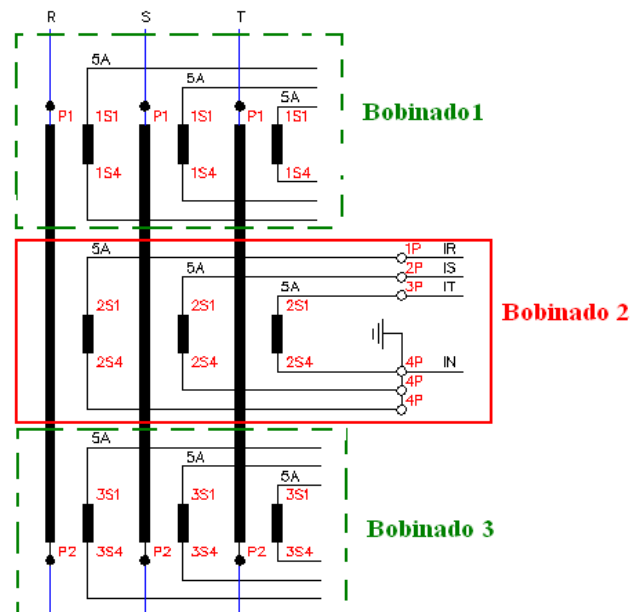 R S T
5A
5A
5A
P1 1S1 P1 1S1 P1 1S1
Bobinado1
1S4 1S4 1S4
5A 1P IR
5A 2P IS
5A 3P IT
2S1 2S1 2S1
Bobinado 2
2S4 2S4 2S4 4P IN
4P
4P
5A
5A
5A
3S1 3S1 3S1
Bobinado 3
P2 3S4 P2 3S4 P2 3S4